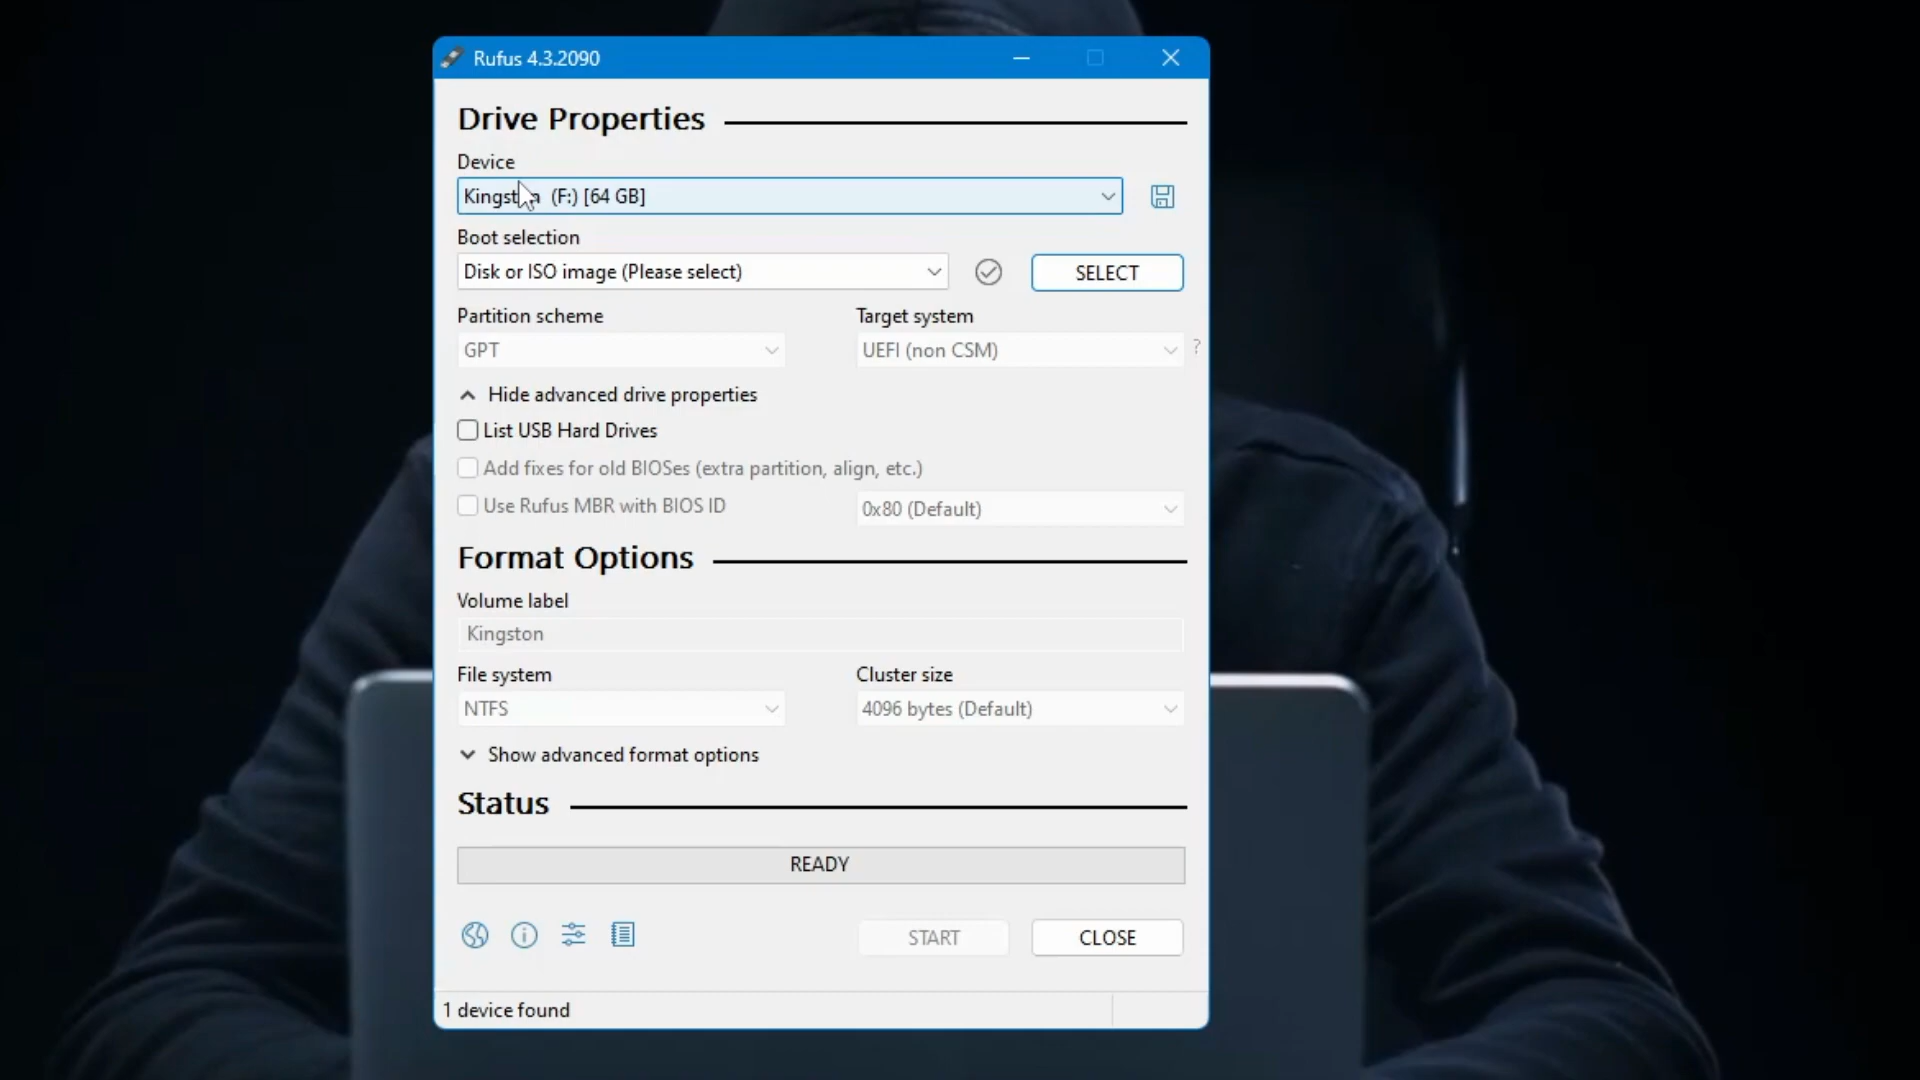 Rufus 4.3.2090
Drive Properties
Device
Kingston (F:) [64 GB]
Boot selection
Disk or ISO image (Please select)
SELECT
Partition scheme
Target system
GPT
UEFI (non CSM)
?
Hide advanced drive properties
List USB Hard Drives
Add fixes for old BIOSes (extra partition, align, etc.)
Use Rufus MBR with BIOS ID
0x80 (Default)
Format Options
Volume label
Kingston
File system
Cluster size
NTFS
4096 bytes (Default)
Show advanced format options
Status
READY
START
CLOSE
1 device found